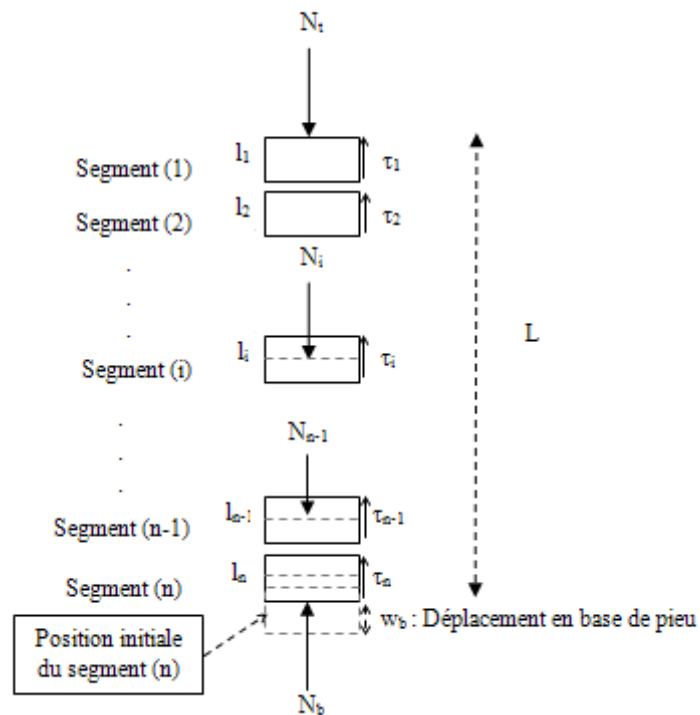 Nt
l1
Segment (1)
τ1
l2
Segment (2)
τ2
Ni
.
.
.
L
li
Segment (i)
τi
.
.
.
Nn-1
ln-1
Segment (n-1)
τn-1
ln
Segment (n)
τn
wb : Déplacement en base de pieu
Position initiale
du segment (n)
Nb